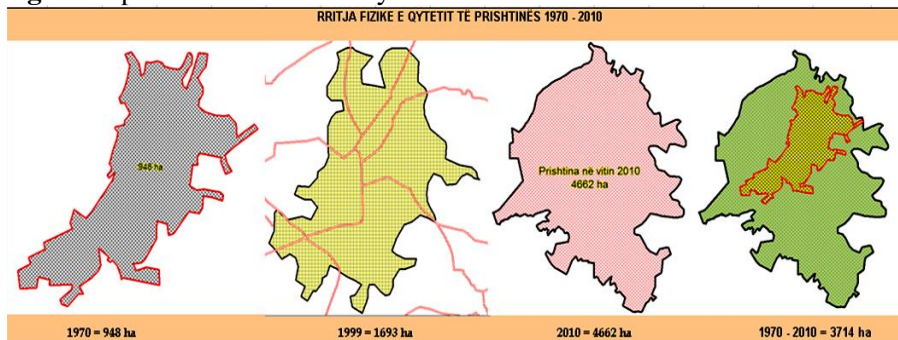 RRITJA FIZIKE E QYTETIT TË PRISHTINËS 1970 - 2010
948 ha
Prishtina në vitin 2010
4662 ha
1970 = 948 ha
1999 = 1693 ha
2010 = 4662 ha
1970 - 2010 = 3714 ha